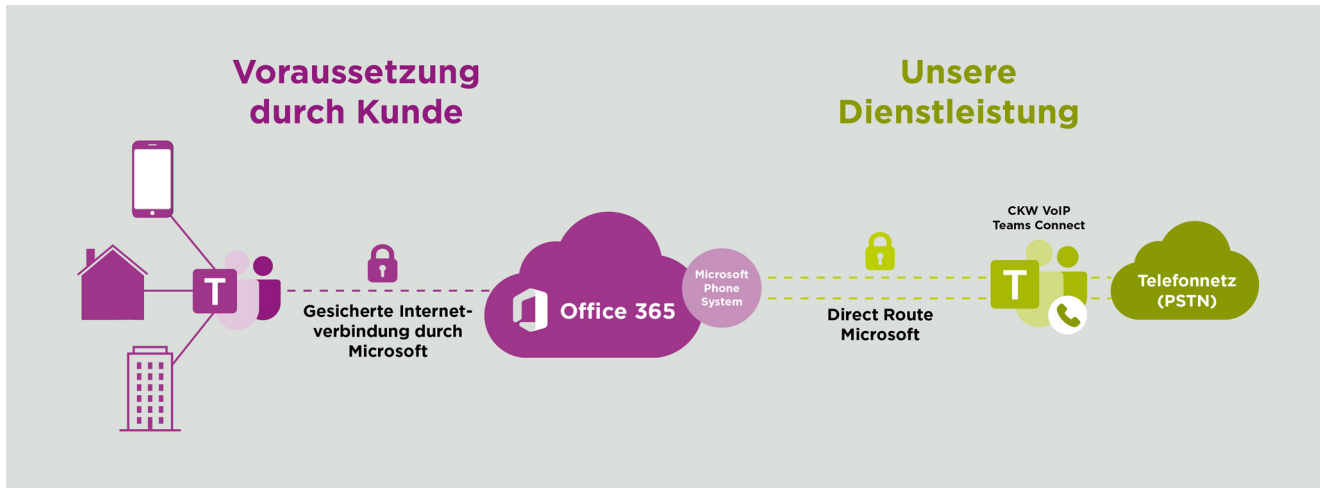 Voraussetzung
durch Kunde
Unsere
Dienstleistung
T
Gesicherte Internet-
verbindung durch
Microsoft
Office 365
Microsoft
Phone
System
Direct Route
Microsoft
CKW VoIP
Teams Connect
T
Telefonnetz
(PSTN)